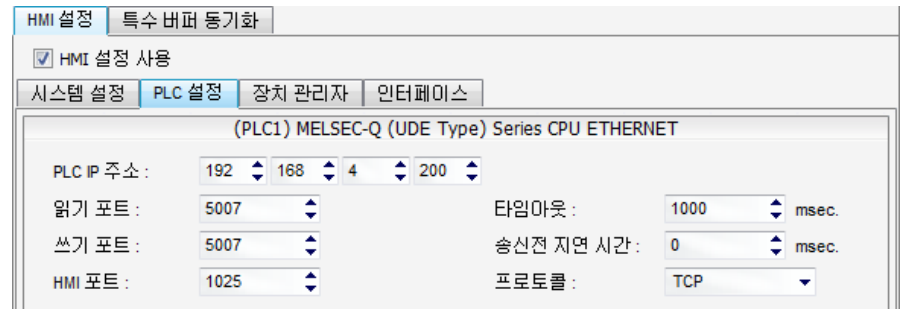 HMI 설정 특수 버퍼 동기화
HMI 설정 사용
시스템 설정 PLC 설정 장치 관리자 인터페이스
(PLC1) MELSEC-Q (UDE Type) Series CPU ETHERNET
PLC IP 주소 : 192 168 4 200
읽기 포트 : 5007 타임아웃 : 1000 msec.
쓰기 포트 : 5007 송신전 지연 시간 : 0 msec.
HMI 포트 : 1025 프로토콜 : TCP